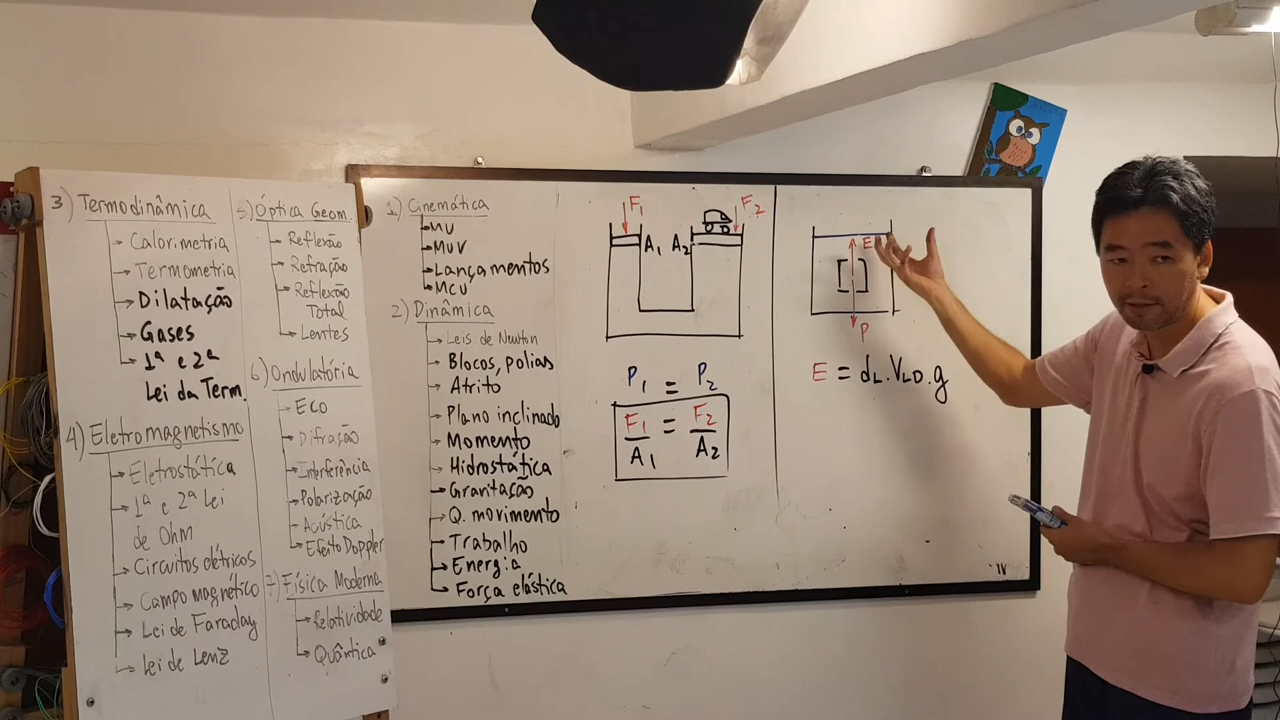 3) Termodinâmica
Calorimetria
Termometria
Dilatação
Gases
1ª e 2ª
Lei da Term.
4) Eletromagnetismo
Eletrostática
1ª e 2ª Lei
de Ohm
Circuitos elétricos
Campo magnético
Lei de Faraday
Lei de Lenz
5) Óptica Geom.
Reflexão
Refração
Reflexão
Total
Lentes
6) Ondulatória
Eco
Difração
Interferência
Polarização
Acústica
Efeito Doppler
7) Física Moderna
Relatividade
Quântica
1) Cinemática
MU
MUV
Lançamentos
MCU
2) Dinâmica
Leis de Newton
Blocos, polias
Atrito
Plano inclinado
Momento
Hidrostática
Gravitação
Q. movimento
Trabalho
Energia
Força elástica
F₁ F₂
A₁ A₂
P₁ = P₂
F₁ = F₂
A₁ A₂
E
P
E = dL.VLD.g